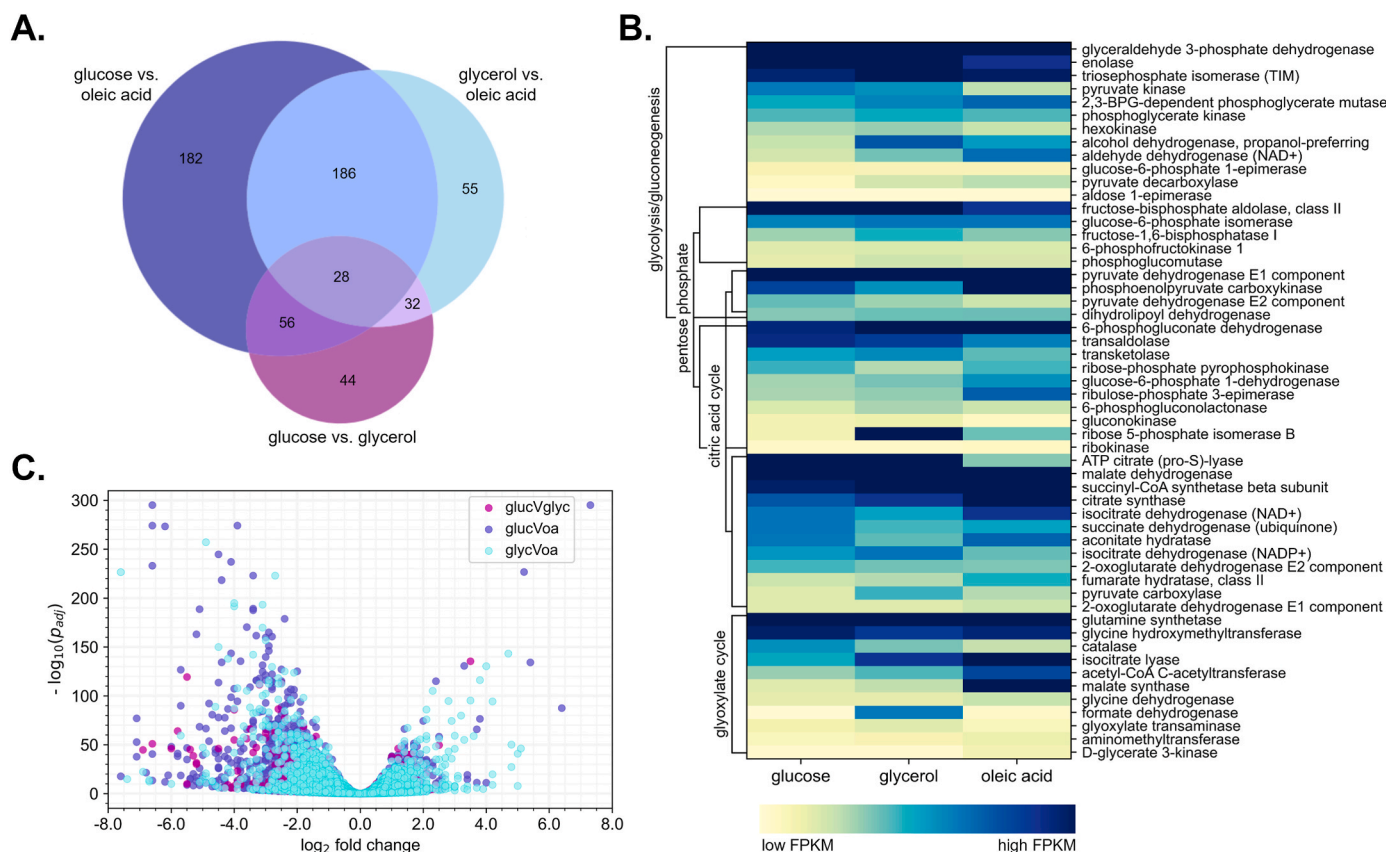 A.
glucose vs.
oleic acid
glycerol vs.
oleic acid
182
186
55
28
32
56
44
glucose vs. glycerol
B.
glycolysis/gluconeogenesis
pentose phosphate
citric acid cycle
glyoxylate cycle
glyceraldehyde 3-phosphate dehydrogenase
enolase
triosephosphate isomerase (TIM)
pyruvate kinase
2,3-BPG-dependent phosphoglycerate mutase
phosphoglycerate kinase
hexokinase
alcohol dehydrogenase, propanol-preferring
aldehyde dehydrogenase (NAD+)
glucose-6-phosphate 1-epimerase
pyruvate decarboxylase
aldose 1-epimerase
fructose-bisphosphate aldolase, class II
glucose-6-phosphate isomerase
fructose-1,6-bisphosphatase I
6-phosphofructokinase 1
phosphoglucomutase
pyruvate dehydrogenase E1 component
phosphoenolpyruvate carboxykinase
pyruvate dehydrogenase E2 component
dihydrolipoyl dehydrogenase
6-phosphogluconate dehydrogenase
transaldolase
transketolase
ribose-phosphate pyrophosphokinase
glucose-6-phosphate 1-dehydrogenase
ribulose-phosphate 3-epimerase
6-phosphogluconolactonase
gluconokinase
ribose 5-phosphate isomerase B
ribokinase
ATP citrate (pro-S)-lyase
malate dehydrogenase
succinyl-CoA synthetase beta subunit
citrate synthase
isocitrate dehydrogenase (NAD+)
succinate dehydrogenase (ubiquinone)
aconitate hydratase
isocitrate dehydrogenase (NADP+)
2-oxoglutarate dehydrogenase E2 component
fumarate hydratase, class II
pyruvate carboxylase
2-oxoglutarate dehydrogenase E1 component
glutamine synthetase
glycine hydroxymethyltransferase
catalase
isocitrate lyase
acetyl-CoA C-acetyltransferase
malate synthase
glycine dehydrogenase
formate dehydrogenase
glyoxylate transaminase
aminomethyltransferase
D-glycerate 3-kinase
glucose glycerol oleic acid
low FPKM high FPKM
C.
- log10(padj)
300
250
200
150
100
50
0
glucVglyc
glucVoa
glycVoa
-8.0 -6.0 -4.0 -2.0 0.0 2.0 4.0 6.0 8.0
log2 fold change